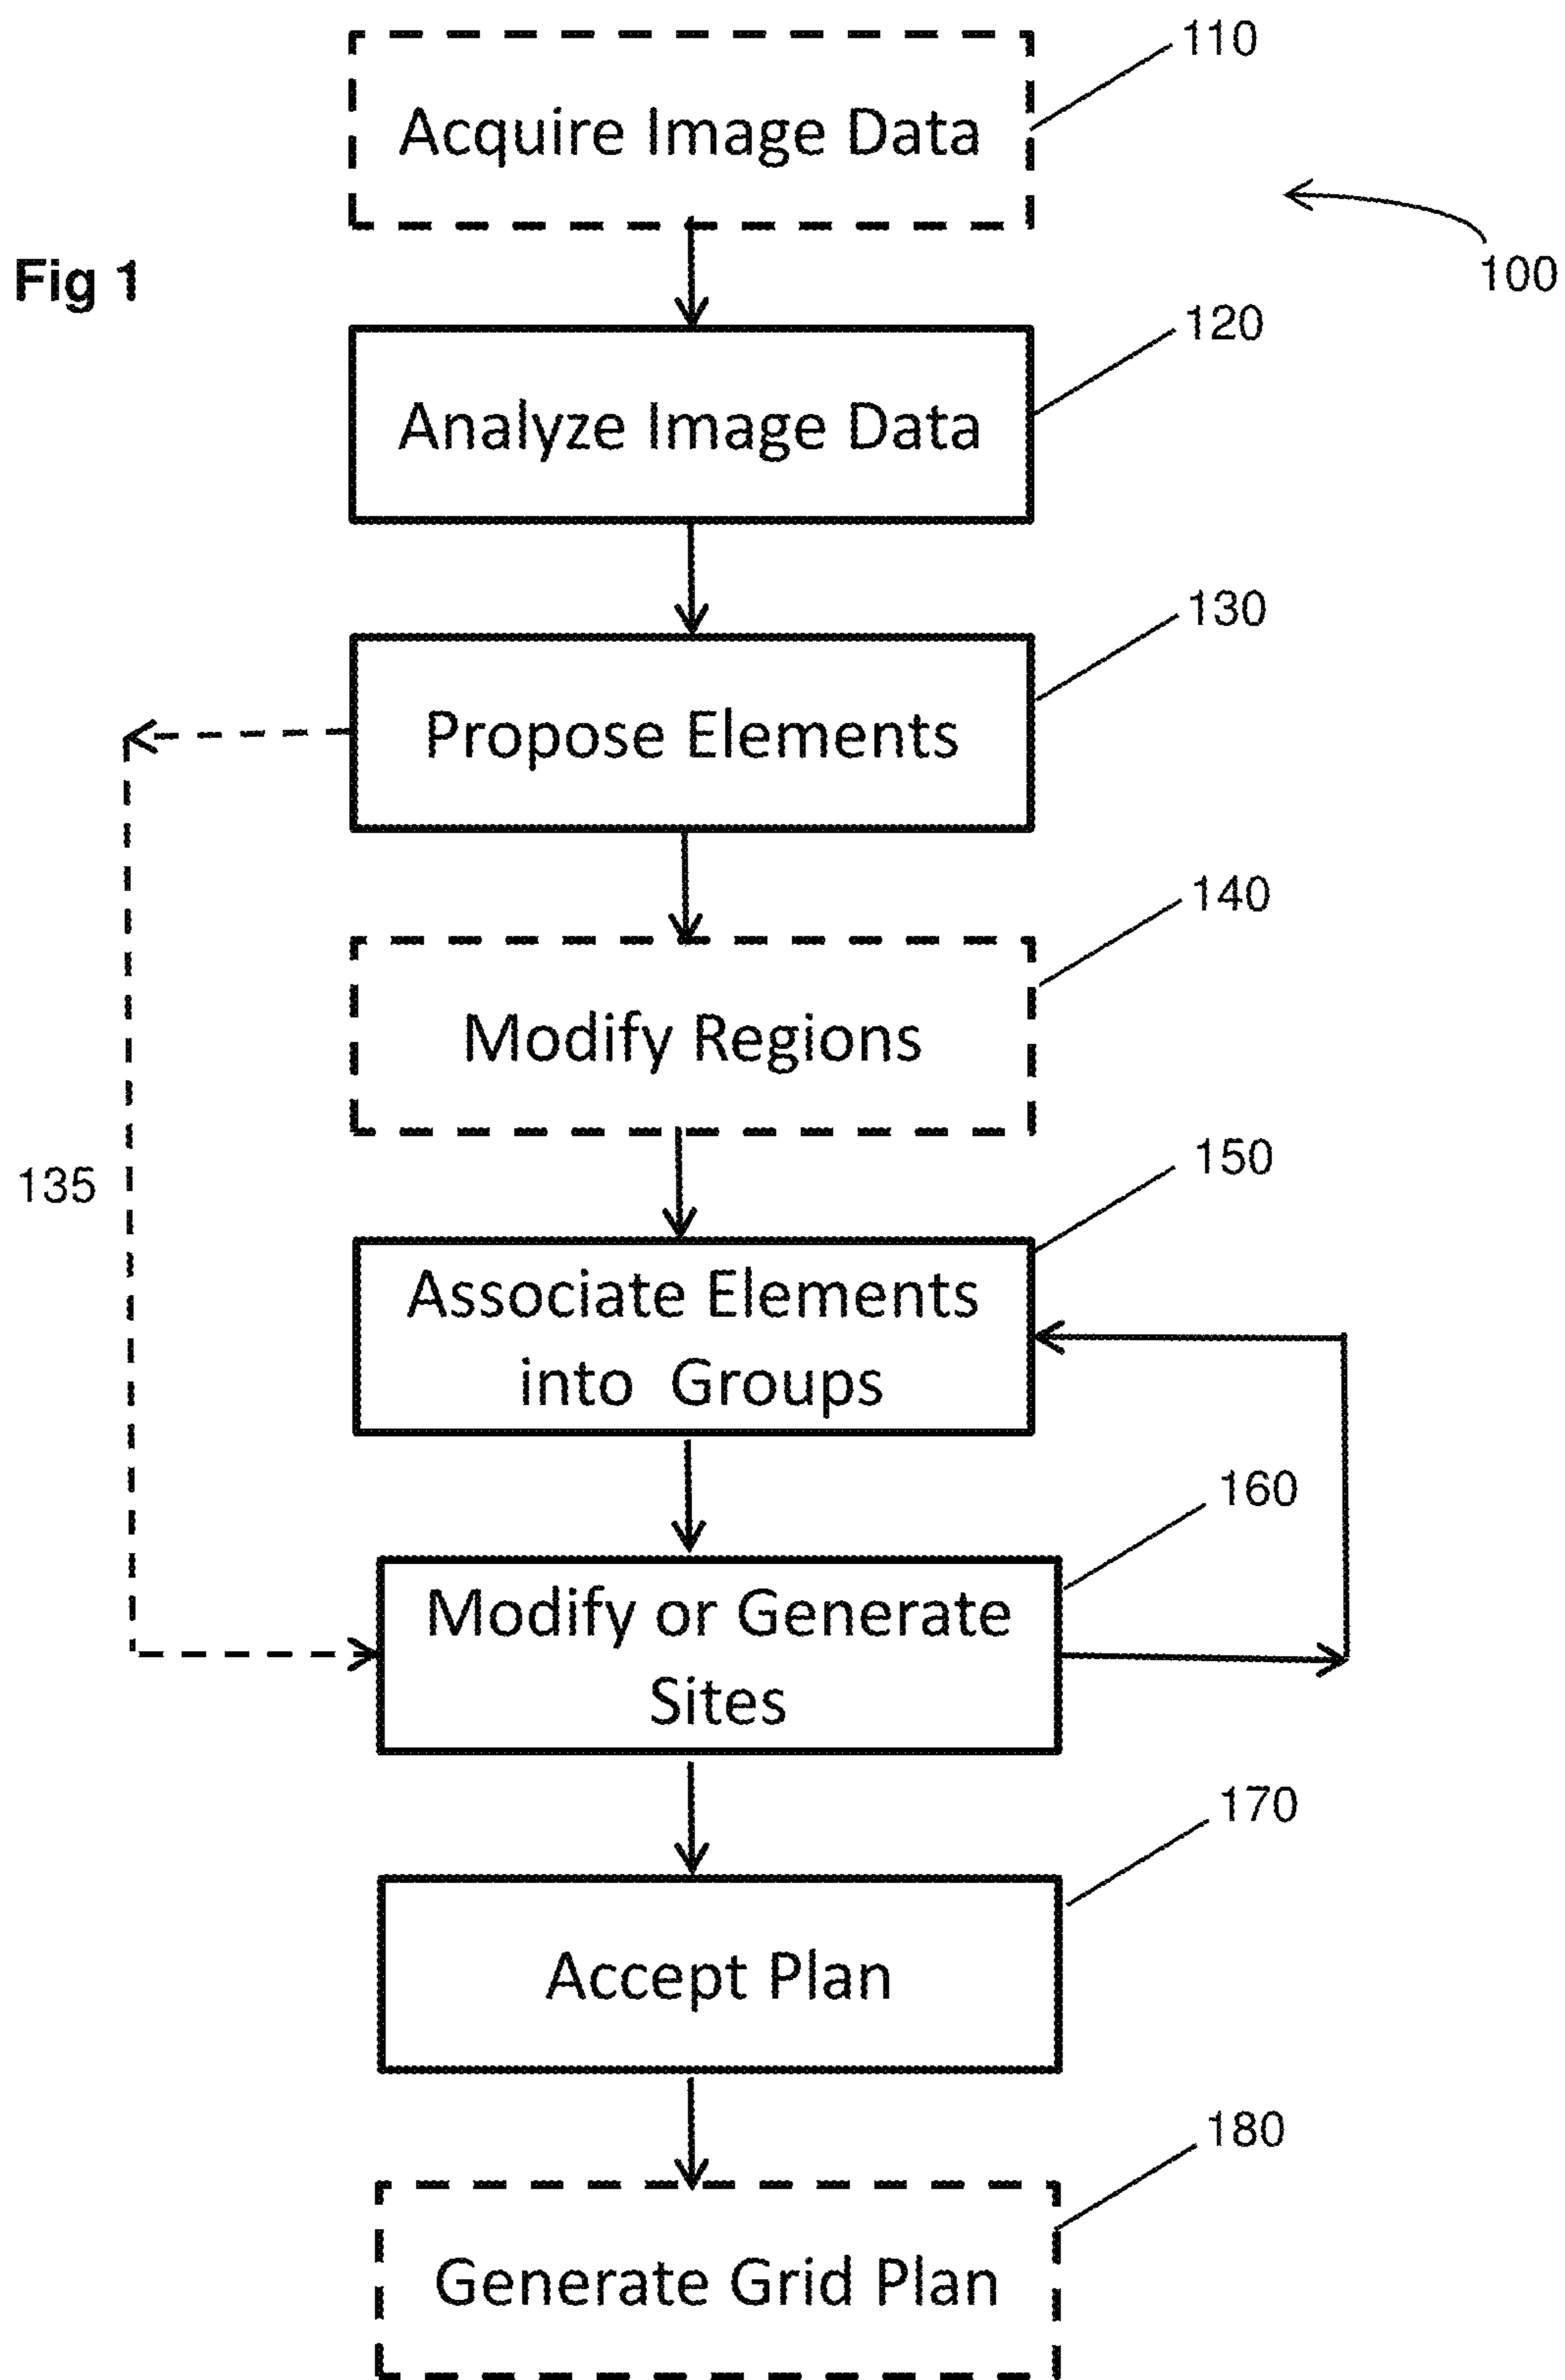 110
Acquire Image Data
100
Fig 1
120
Analyze Image Data
130
Propose Elements
140
Modify Regions
135
150
Associate Elements
into  Groups
160
Modify or Generate
Sites
170
Accept Plan
180
Generate Grid Plan